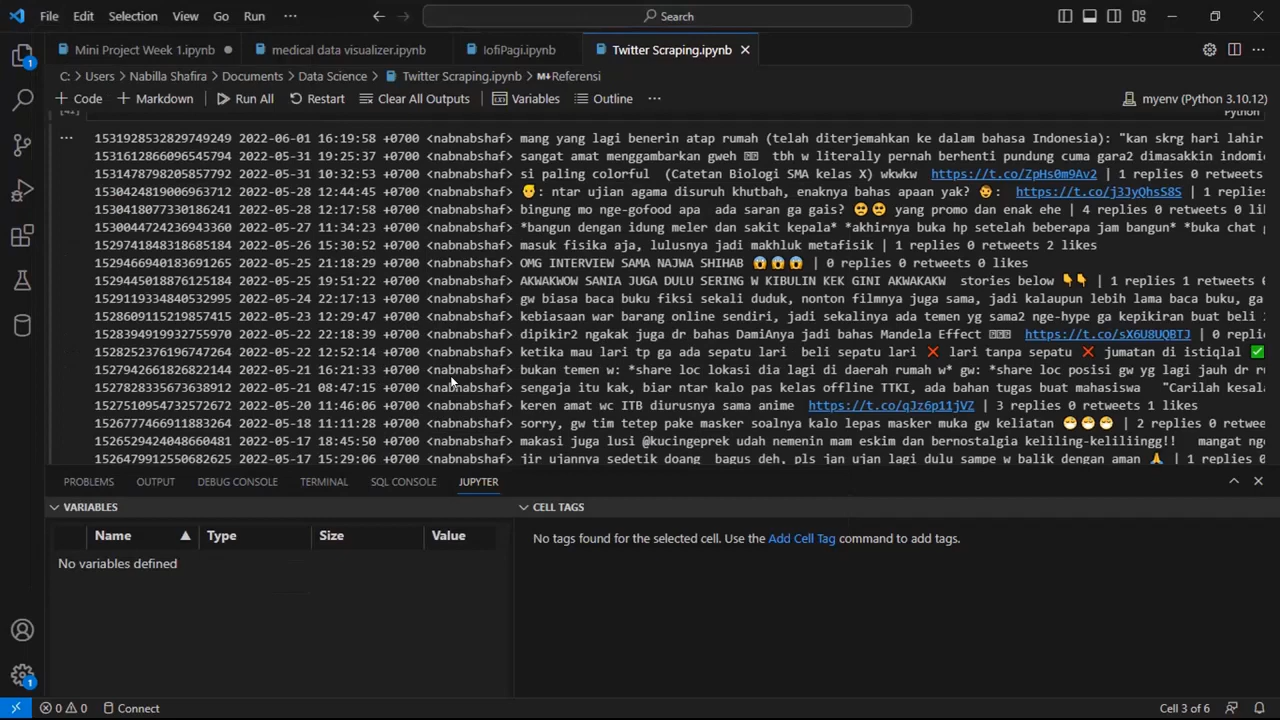 File Edit Selection View Go Run ··· Search
Mini Project Week 1.ipynb medical data visualizer.ipynb IofiPagi.ipynb Twitter Scraping.ipynb
C: > Users > Nabilla Shafira > Documents > Data Science > Twitter Scraping.ipynb > M↓Referensi
+ Code + Markdown Run All Restart Clear All Outputs Variables Outline ··· myenv (Python 3.10.12)
Python
1531928532829749249 2022-06-01 16:19:58 +0700 <nabnabshaf> mang yang lagi benerin atap rumah (telah diterjemahkan ke dalam bahasa Indonesia): "kan skrg hari lahir
1531612866096545794 2022-05-31 19:25:37 +0700 <nabnabshaf> sangat amat menggambarkan gweh tbh w literally pernah berhenti pundung cuma gara2 dimasakkin indomi
1531478798205857792 2022-05-31 10:32:53 +0700 <nabnabshaf> si paling colorful (Catetan Biologi SMA kelas X) wkwkw https://t.co/ZpHs0m9Av2 | 1 replies 0 retweets
1530424819006963712 2022-05-28 12:44:45 +0700 <nabnabshaf> 👨‍🦲: ntar ujian agama disuruh khutbah, enaknya bahas apaan yak? 👨: https://t.co/j3JyQhsS8S | 1 replies
1530418077330186241 2022-05-28 12:17:58 +0700 <nabnabshaf> bingung mo nge-gofood apa ada saran ga gais? 🥺🥺 yang promo dan enak ehe | 4 replies 0 retweets 0 li
1530044724236943360 2022-05-27 11:34:23 +0700 <nabnabshaf> *bangun dengan idung meler dan sakit kepala* *akhirnya buka hp setelah beberapa jam bangun* *buka chat
1529741848318685184 2022-05-26 15:30:52 +0700 <nabnabshaf> masuk fisika aja, lulusnya jadi makhluk metafisik | 1 replies 0 retweets 2 likes
1529466940183691265 2022-05-25 21:18:29 +0700 <nabnabshaf> OMG INTERVIEW SAMA NAJWA SHIHAB 😱😱😱 | 0 replies 0 retweets 0 likes
1529445018115084288 2022-05-25 19:51:22 +0700 <nabnabshaf> AKWAKWOW SANIA JUGA DULU SERING W KIBULIN KEK GINI AKWAKAKW stories below 👇👇 | 1 replies 1 retweets
1529119334840532995 2022-05-24 22:17:13 +0700 <nabnabshaf> gw biasa baca buku fiksi sekali duduk, nonton filmnya juga sama, jadi kalaupun lebih lama baca buku, ga
1528609115219857415 2022-05-23 12:29:47 +0700 <nabnabshaf> kebiasaan war barang online sendiri, jadi sekalinya ada temen yg sama2 nge-hype ga kepikiran buat beli
1528394919932755970 2022-05-22 22:18:39 +0700 <nabnabshaf> dipikir2 ngakak juga dr bahas DamiAnya jadi bahas Mandela Effect https://t.co/sX6U8UQBTJ | 0 repli
1528252376196747264 2022-05-22 12:52:14 +0700 <nabnabshaf> ketika mau lari tp ga ada sepatu lari beli sepatu lari ❌ lari tanpa sepatu ❌ jumatan di istiqlal ✅
1527942661826822144 2022-05-21 16:21:33 +0700 <nabnabshaf> bukan temen w: *share loc lokasi dia lagi di daerah rumah w* gw: *share loc posisi gw yg lagi jauh dr ru
1527828335673638912 2022-05-21 08:47:15 +0700 <nabnabshaf> sengaja itu kak, biar ntar kalo pas kelas offline TTKI, ada bahan tugas buat mahasiswa "Carilah kesala
1527510954732572672 2022-05-20 11:46:06 +0700 <nabnabshaf> keren amat wc ITB diurusnya sama anime https://t.co/qJz6p11jVZ | 3 replies 0 retweets 1 likes
1526777496911883264 2022-05-18 11:11:28 +0700 <nabnabshaf> sorry, gw tim tetep pake masker soalnya kalo lepas masker muka gw keliatan 😷😷😷 | 2 replies 0 retwee
1526529424048660481 2022-05-17 18:45:50 +0700 <nabnabshaf> makasi juga lusi @kucingeprek udah nemenin mam eskim dan bernostalgia keliling-keliliingg!! mangat ng
1526479912550682625 2022-05-17 15:29:06 +0700 <nabnabshaf> jir ujannya sedetik doang bagus deh, pls jan ujan lagi dulu sampe w balik dengan aman 🙏 | 1 replies
PROBLEMS OUTPUT DEBUG CONSOLE TERMINAL SQL CONSOLE JUPYTER
VARIABLES CELL TAGS
Name Type Size Value
No tags found for the selected cell. Use the Add Cell Tag command to add tags.
No variables defined
0 0 Connect Cell 3 of 6